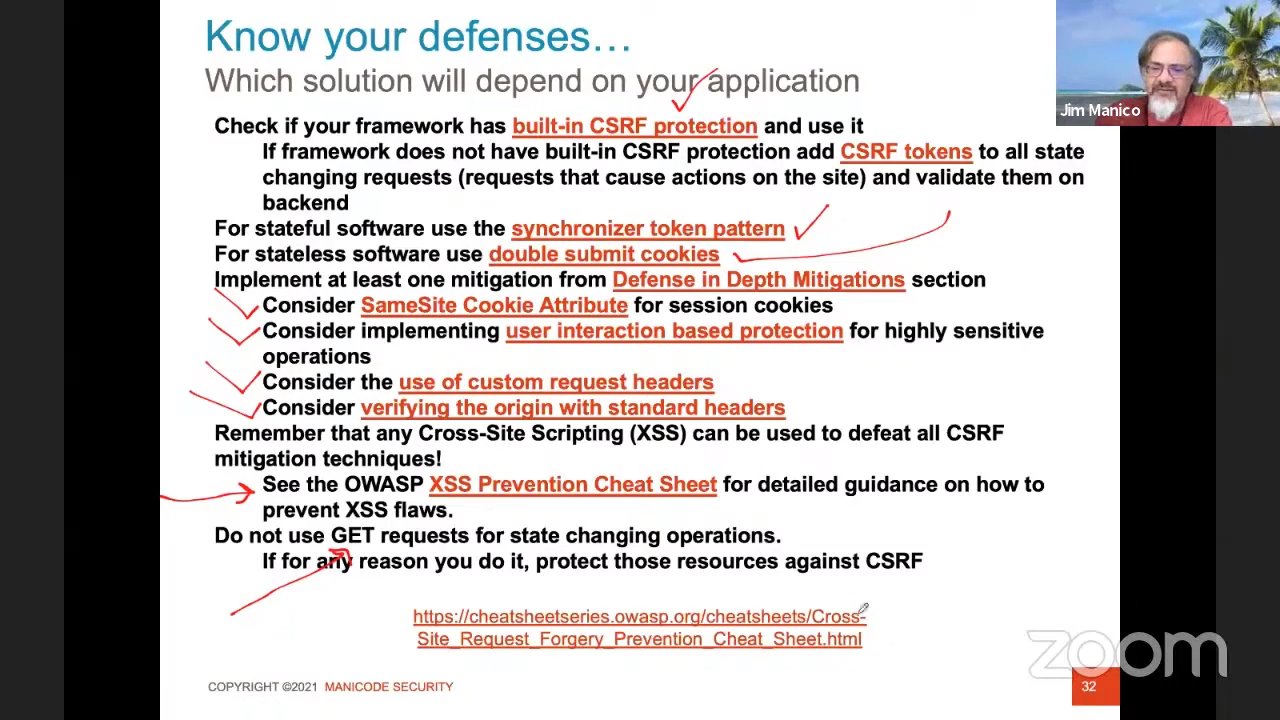 Know your defenses…
Which solution will depend on your application
Jim Manico
Check if your framework has built-in CSRF protection and use it
If framework does not have built-in CSRF protection add CSRF tokens to all state
changing requests (requests that cause actions on the site) and validate them on
backend
For stateful software use the synchronizer token pattern
For stateless software use double submit cookies
Implement at least one mitigation from Defense in Depth Mitigations section
Consider SameSite Cookie Attribute for session cookies
Consider implementing user interaction based protection for highly sensitive
operations
Consider the use of custom request headers
Consider verifying the origin with standard headers
Remember that any Cross-Site Scripting (XSS) can be used to defeat all CSRF
mitigation techniques!
See the OWASP XSS Prevention Cheat Sheet for detailed guidance on how to
prevent XSS flaws.
Do not use GET requests for state changing operations.
If for any reason you do it, protect those resources against CSRF
https://cheatsheetseries.owasp.org/cheatsheets/Cross-
Site_Request_Forgery_Prevention_Cheat_Sheet.html
zoom
COPYRIGHT ©2021 MANICODE SECURITY
32